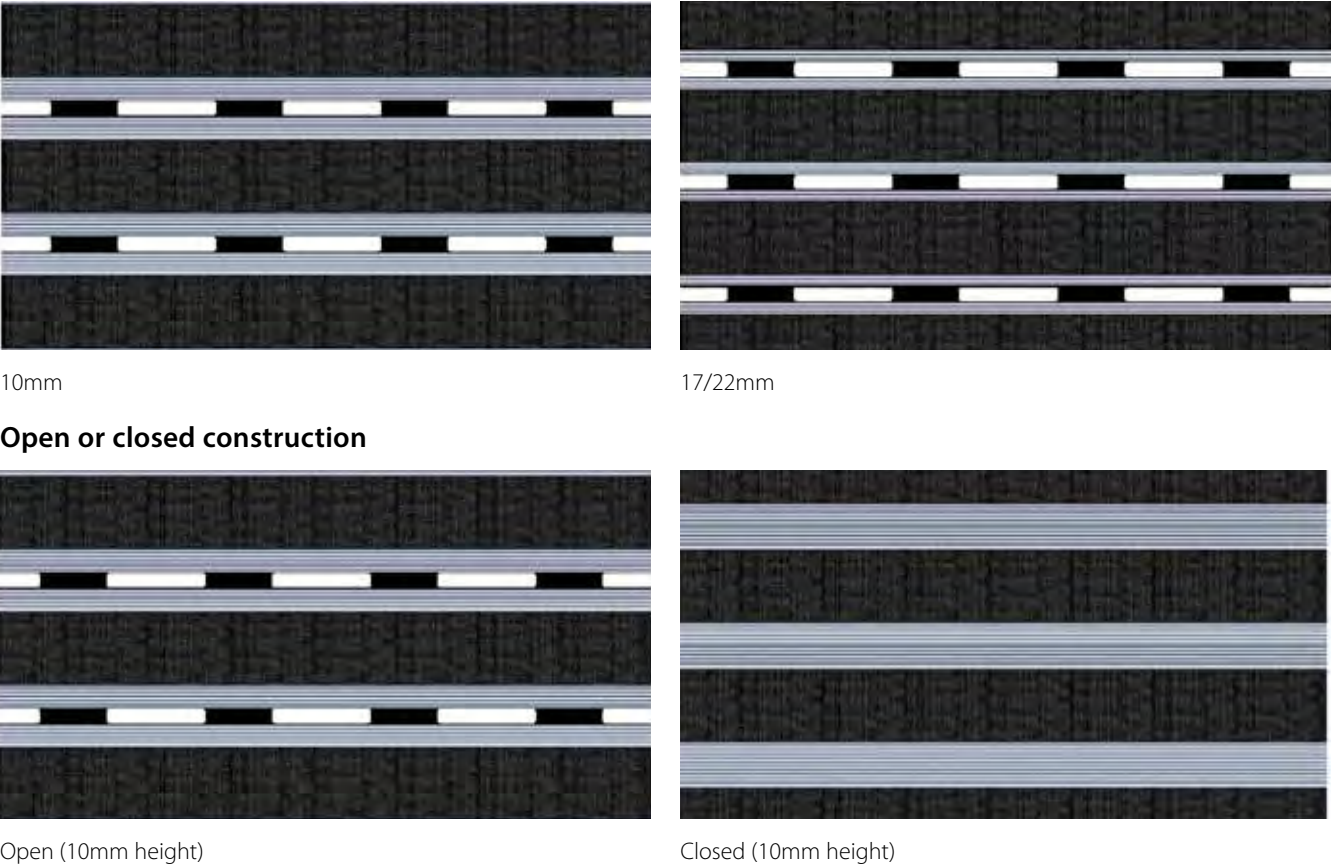 10mm
17/22mm
Open or closed construction
Open (10mm height)
Closed (10mm height)